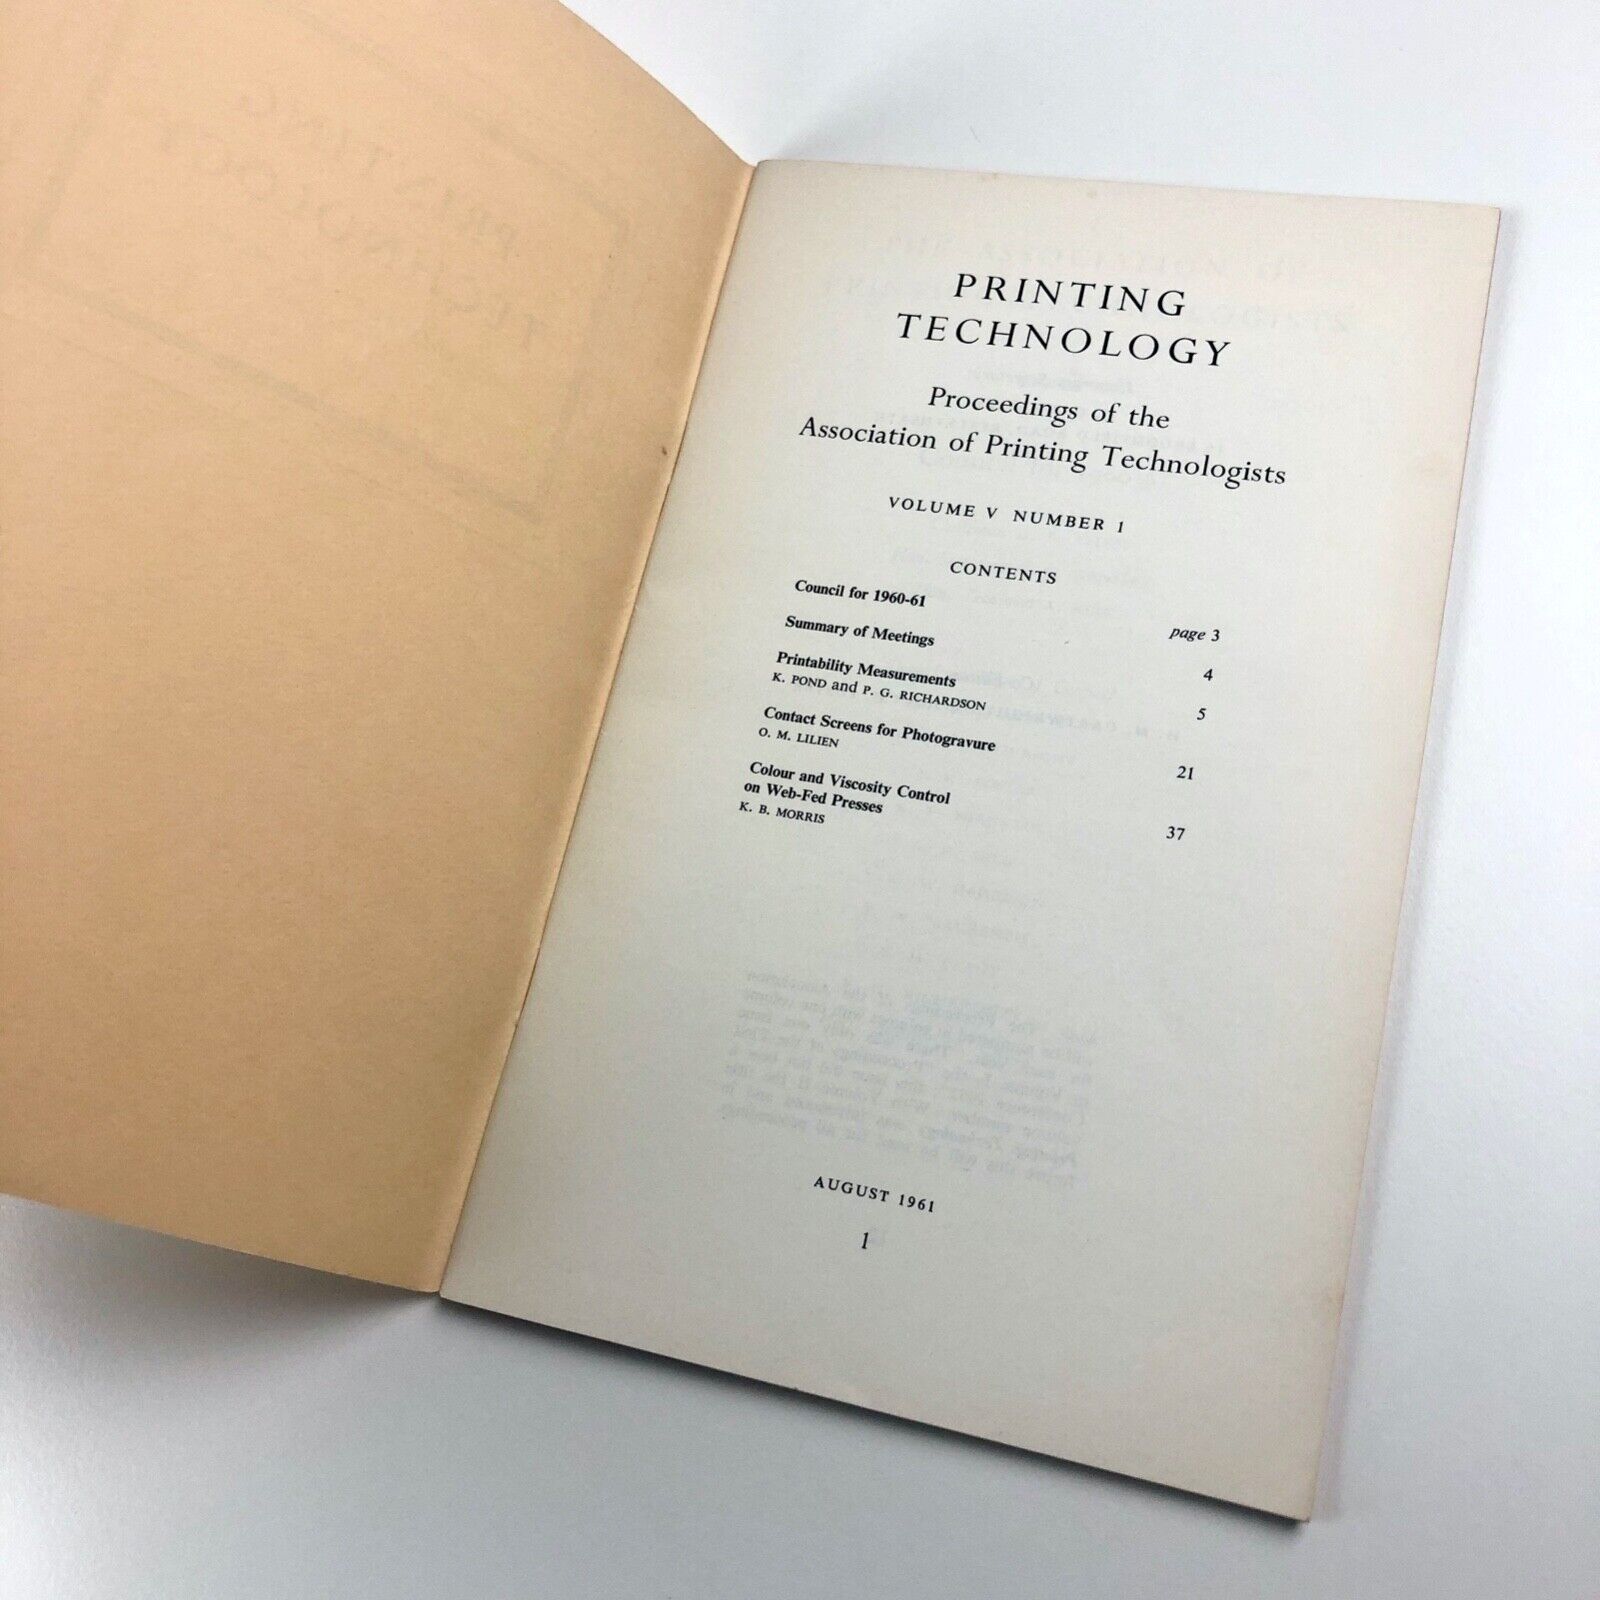 PRINTING
TECHNOLOGY
Proceedings of the
Association of Printing Technologists
VOLUME V NUMBER 1
CONTENTS
Council for 1960-61 page 3
Summary of Meetings 4
Printability Measurements 5
K. POND and P. G. RICHARDSON
Contact Screens for Photogravure 21
O. M. LILIEN
Colour and Viscosity Control
on Web-Fed Presses 37
K. B. MORRIS
AUGUST 1961
1
PRINTING
TECHNOLOGY